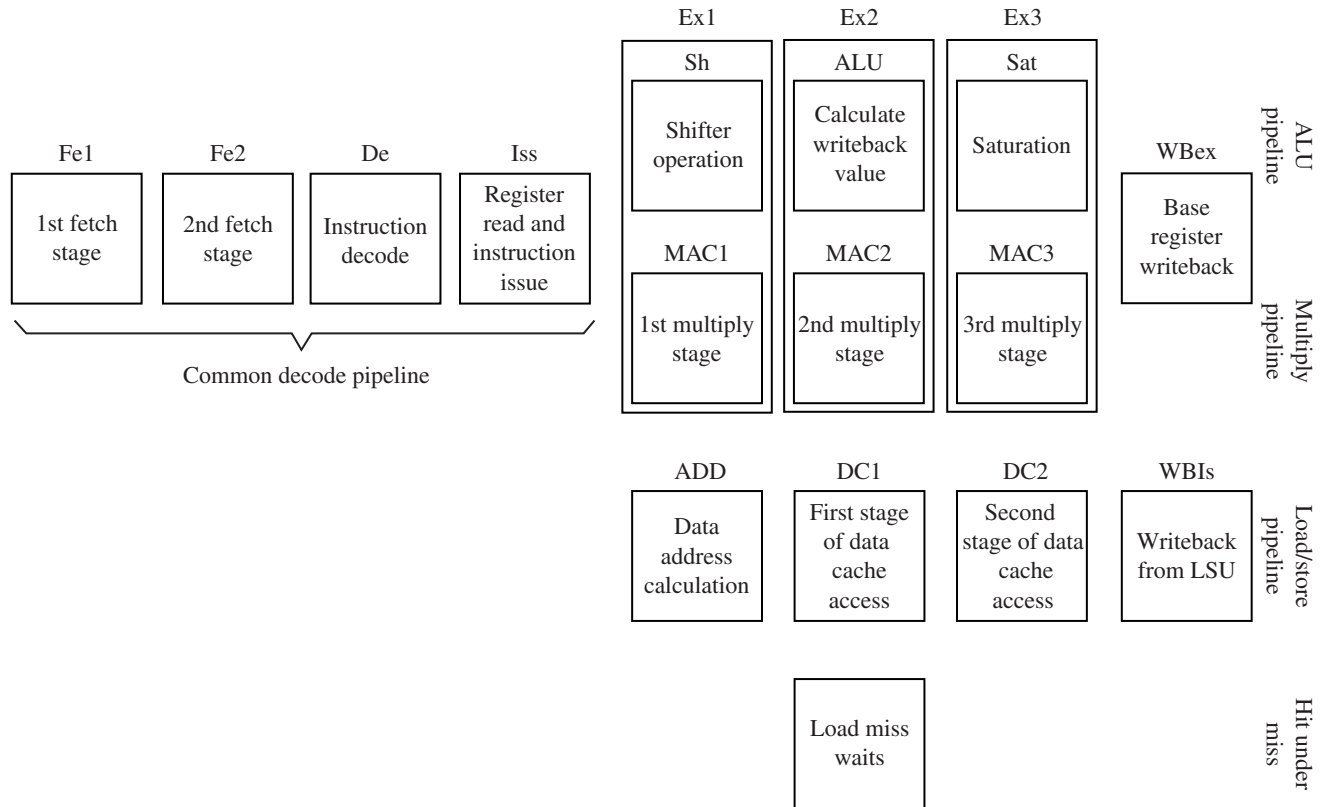 Ex1
Ex2
Ex3
Sh
ALU
Sat
Shifter
operation
Calculate
writeback
value
Saturation
ALU
pipeline
Fe1
Fe2
De
Iss
WBex
1st fetch
stage
2nd fetch
stage
Instruction
decode
Register
read and
instruction
issue
Base
register
writeback
MAC1
MAC2
MAC3
1st multiply
stage
2nd multiply
stage
3rd multiply
stage
Multiply
pipeline
Common decode pipeline
ADD
DC1
DC2
WBIs
Data
address
calculation
First stage
of data
cache
access
Second
stage of data
cache
access
Writeback
from LSU
Load/store
pipeline
Load miss
waits
Hit under
miss